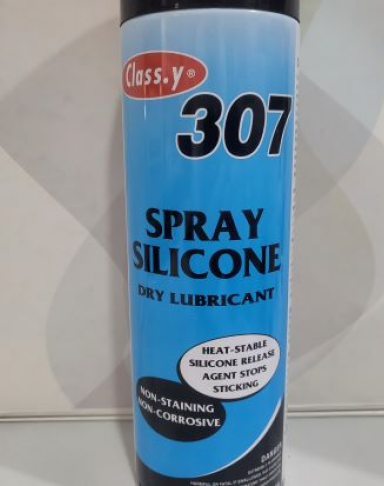 Class.y®
307
SPRAY
SILICONE
DRY LUBRICANT
HEAT-STABLE
SILICONE RELEASE
AGENT STOPS
STICKING
NON-STAINING
NON-CORROSIVE
DANGER